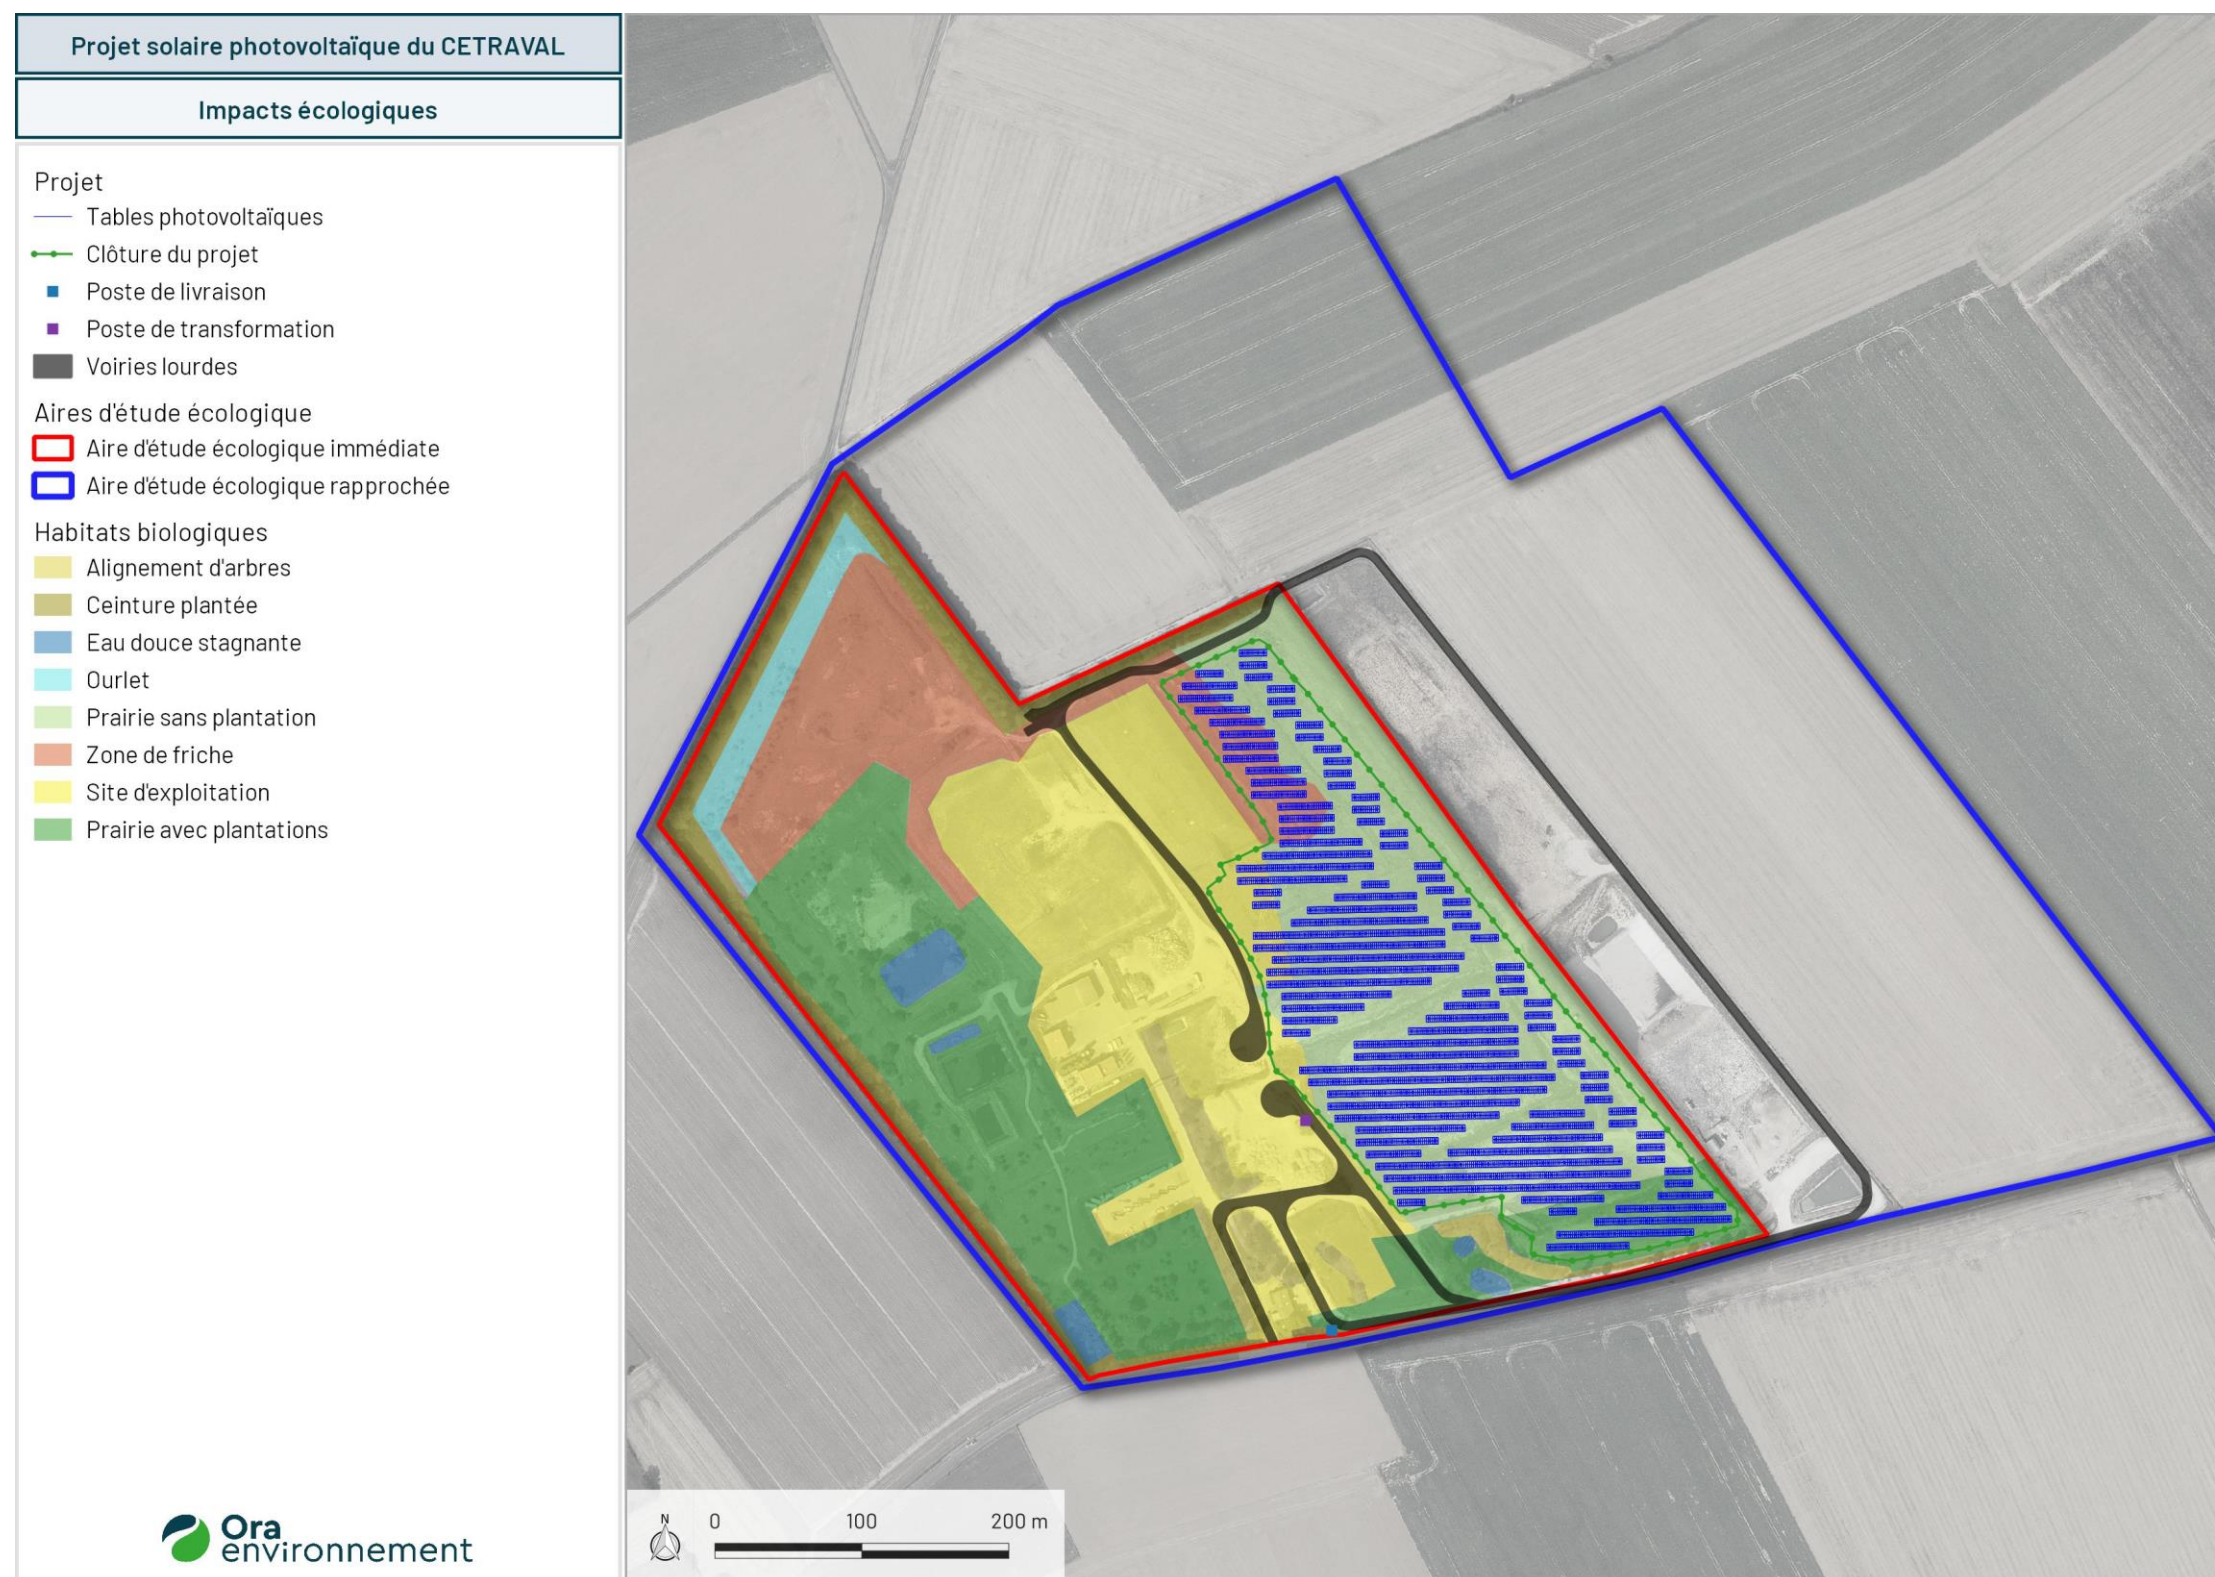 Projet solaire photovoltaïque du CETRAVAL
Impacts écologiques
Projet
Tables photovoltaïques
Clôture du projet
Poste de livraison
Poste de transformation
Voiries lourdes
Aires d'étude écologique
Aire d'étude écologique immédiate
Aire d'étude écologique rapprochée
Habitats biologiques
Alignement d'arbres
Ceinture plantée
Eau douce stagnante
Ourlet
Prairie sans plantation
Zone de friche
Site d'exploitation
Prairie avec plantations
Ora
environnement
N
0 100 200 m